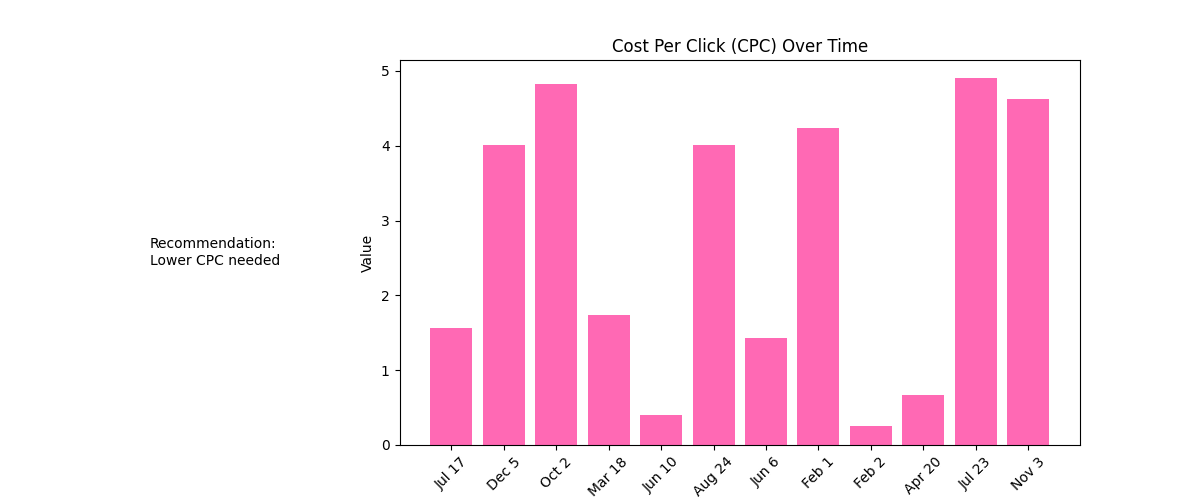 Cost Per Click (CPC) Over Time
Recommendation:
Lower CPC needed
Value
5
4
3
2
1
0
Jul 17
Dec 5
Oct 2
Mar 18
Jun 10
Aug 24
Jun 6
Feb 1
Feb 2
Apr 20
Jul 23
Nov 3